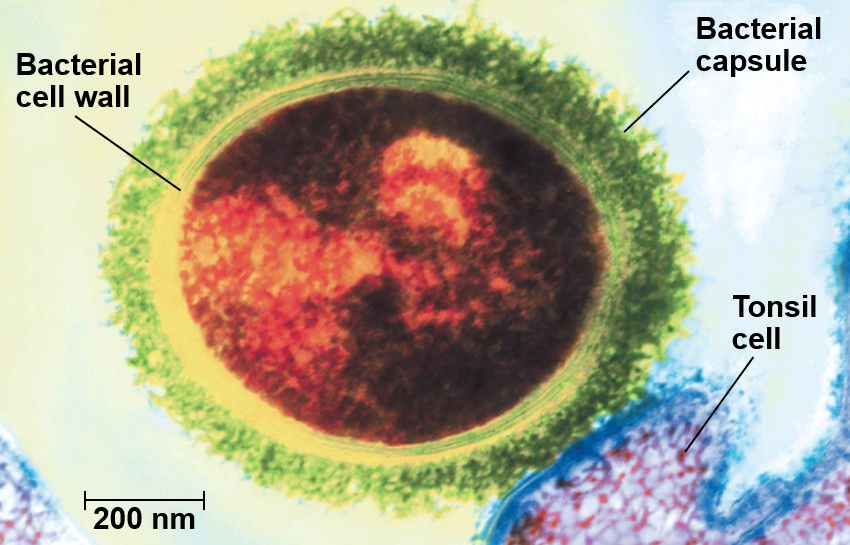 Bacterial
capsule
Bacterial
cell wall
Tonsil
cell
200 nm